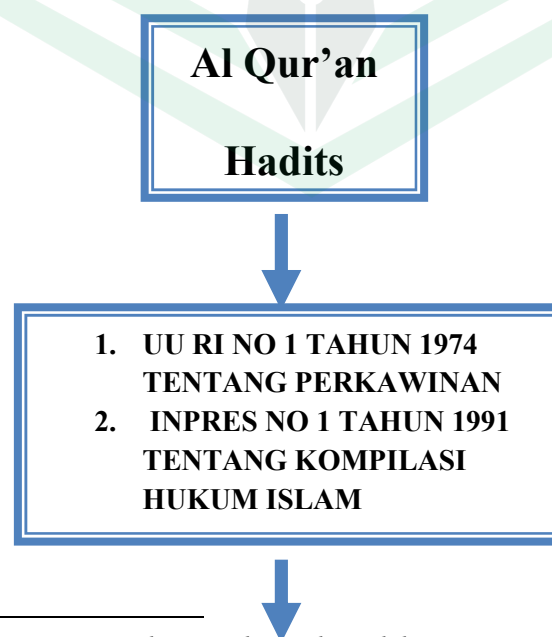 Al Qur’an
Hadits
1. UU RI NO 1 TAHUN 1974
TENTANG PERKAWINAN
2. INPRES NO 1 TAHUN 1991
TENTANG KOMPILASI
HUKUM ISLAM